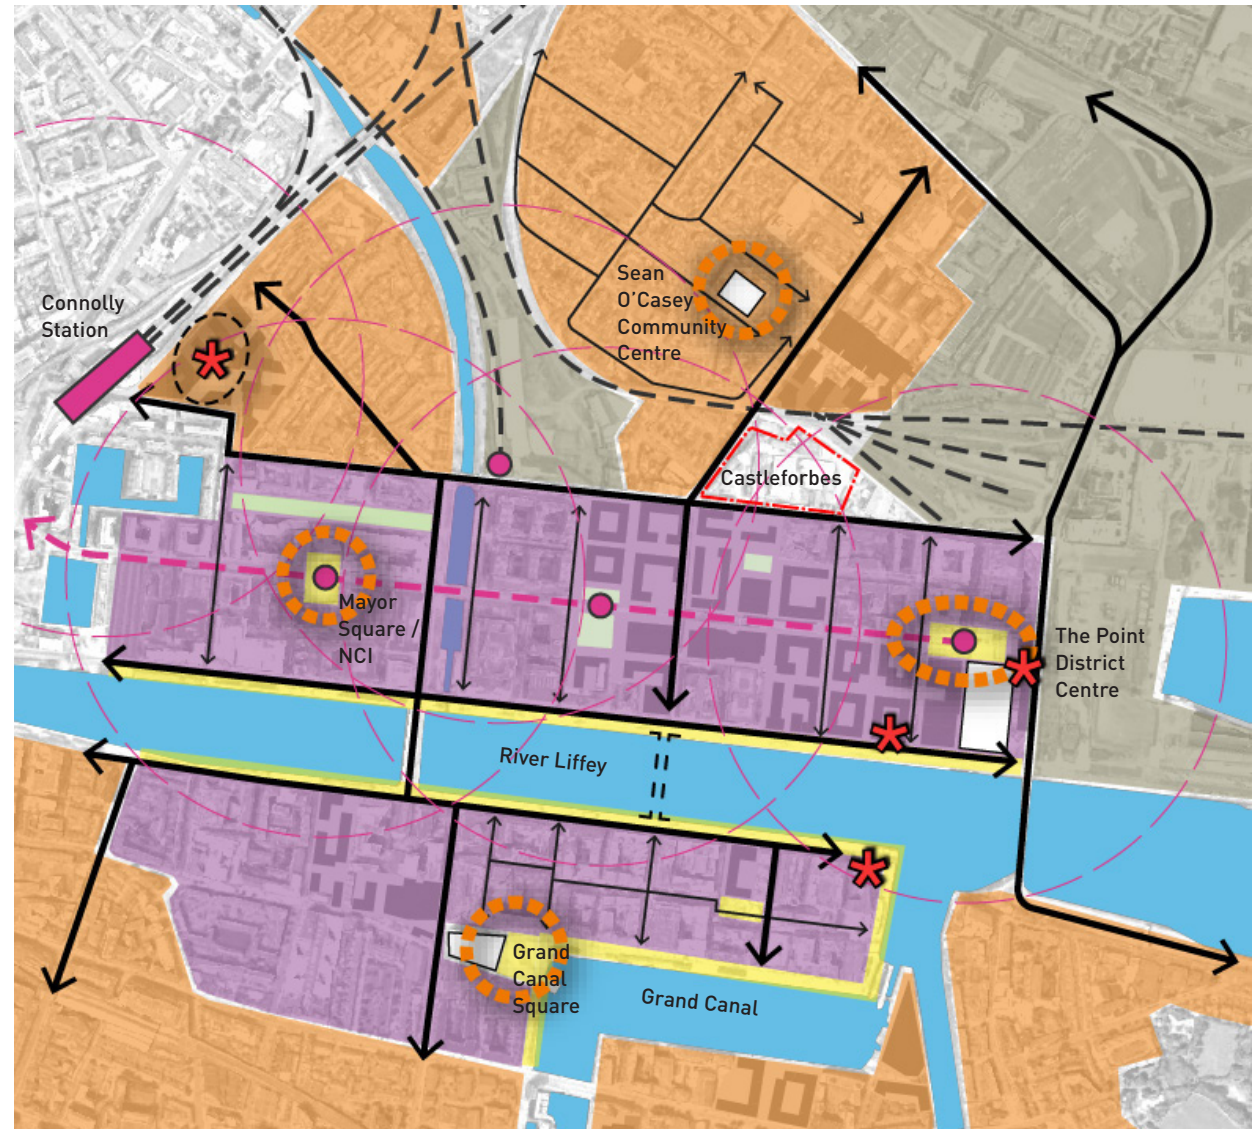 Sean
O'Casey
Community
Centre
Connolly
Station
Castleforbes
Mayor
Square /
NCI
The Point
District
Centre
River Liffey
Grand
Canal
Square
Grand Canal